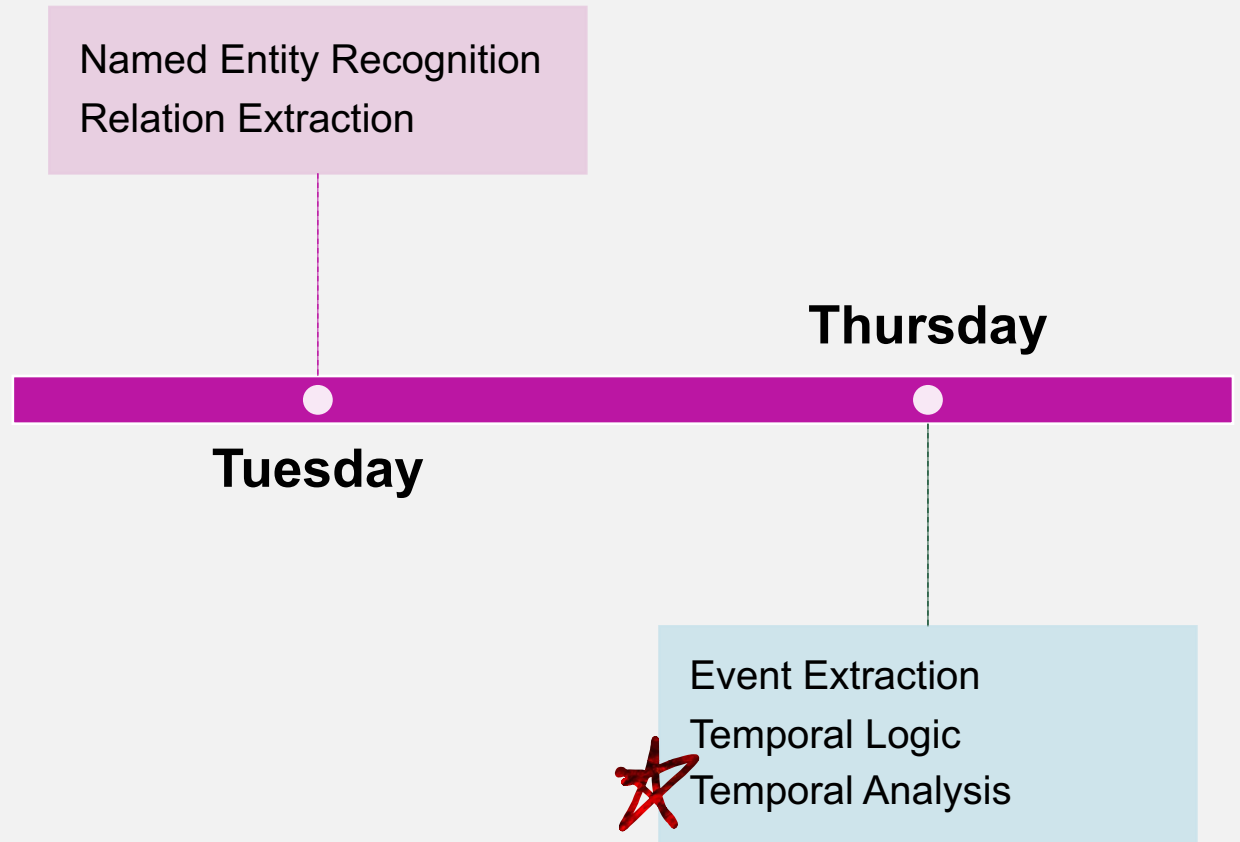 Named Entity Recognition
Relation Extraction
Thursday
Tuesday
Event Extraction
Temporal Logic
Temporal Analysis